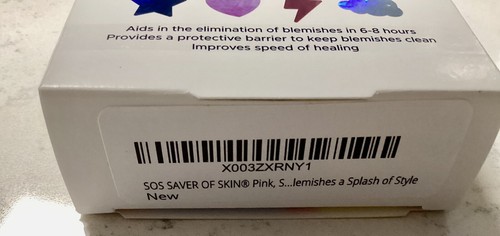 Aids in the elimination of blemishes in 6-8 hours
Provides a protective barrier to keep blemishes clean
Improves speed of healing
X003ZXRNY1
SOS SAVER OF SKIN® Pink, S...lemishes a Splash of Style
New